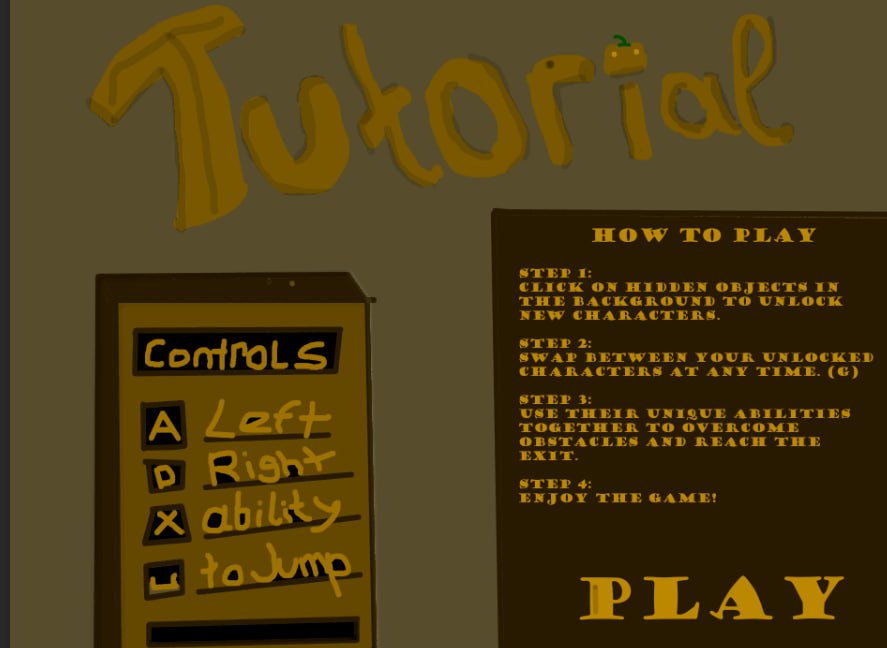 Tutorial
Controls
A Left
D Right
X ability
␣ to Jump
HOW TO PLAY
STEP 1:
CLICK ON HIDDEN OBJECTS IN
THE BACKGROUND TO UNLOCK
NEW CHARACTERS.
STEP 2:
SWAP BETWEEN YOUR UNLOCKED
CHARACTERS AT ANY TIME. (G)
STEP 3:
USE THEIR UNIQUE ABILITIES
TOGETHER TO OVERCOME
OBSTACLES AND REACH THE
EXIT.
STEP 4:
ENJOY THE GAME!
PLAY